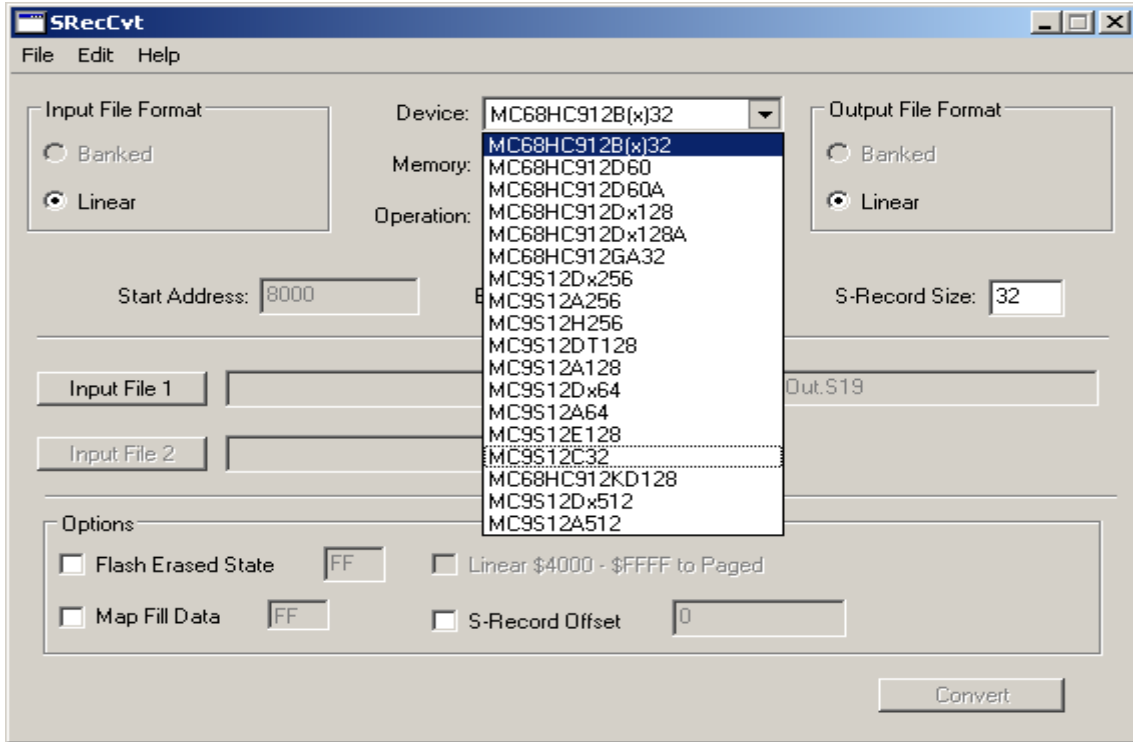 SRecCvt
File Edit Help
Input File Format
Banked
Linear
Device: MC68HC912B(x)32
Memory:
Operation:
Output File Format
Banked
Linear
MC68HC912B(x)32
MC68HC912D60
MC68HC912D60A
MC68HC912Dx128
MC68HC912Dx128A
MC68HC912GA32
MC9S12Dx256
MC9S12A256
MC9S12H256
MC9S12DT128
MC9S12A128
MC9S12Dx64
MC9S12A64
MC9S12E128
MC9S12C32
MC68HC912KD128
MC9S12Dx512
MC9S12A512
Start Address: 8000
S-Record Size: 32
Input File 1
Out.S19
Input File 2
Options
Flash Erased State FF
Linear $4000 - $FFFF to Paged
Map Fill Data FF
S-Record Offset 0
Convert